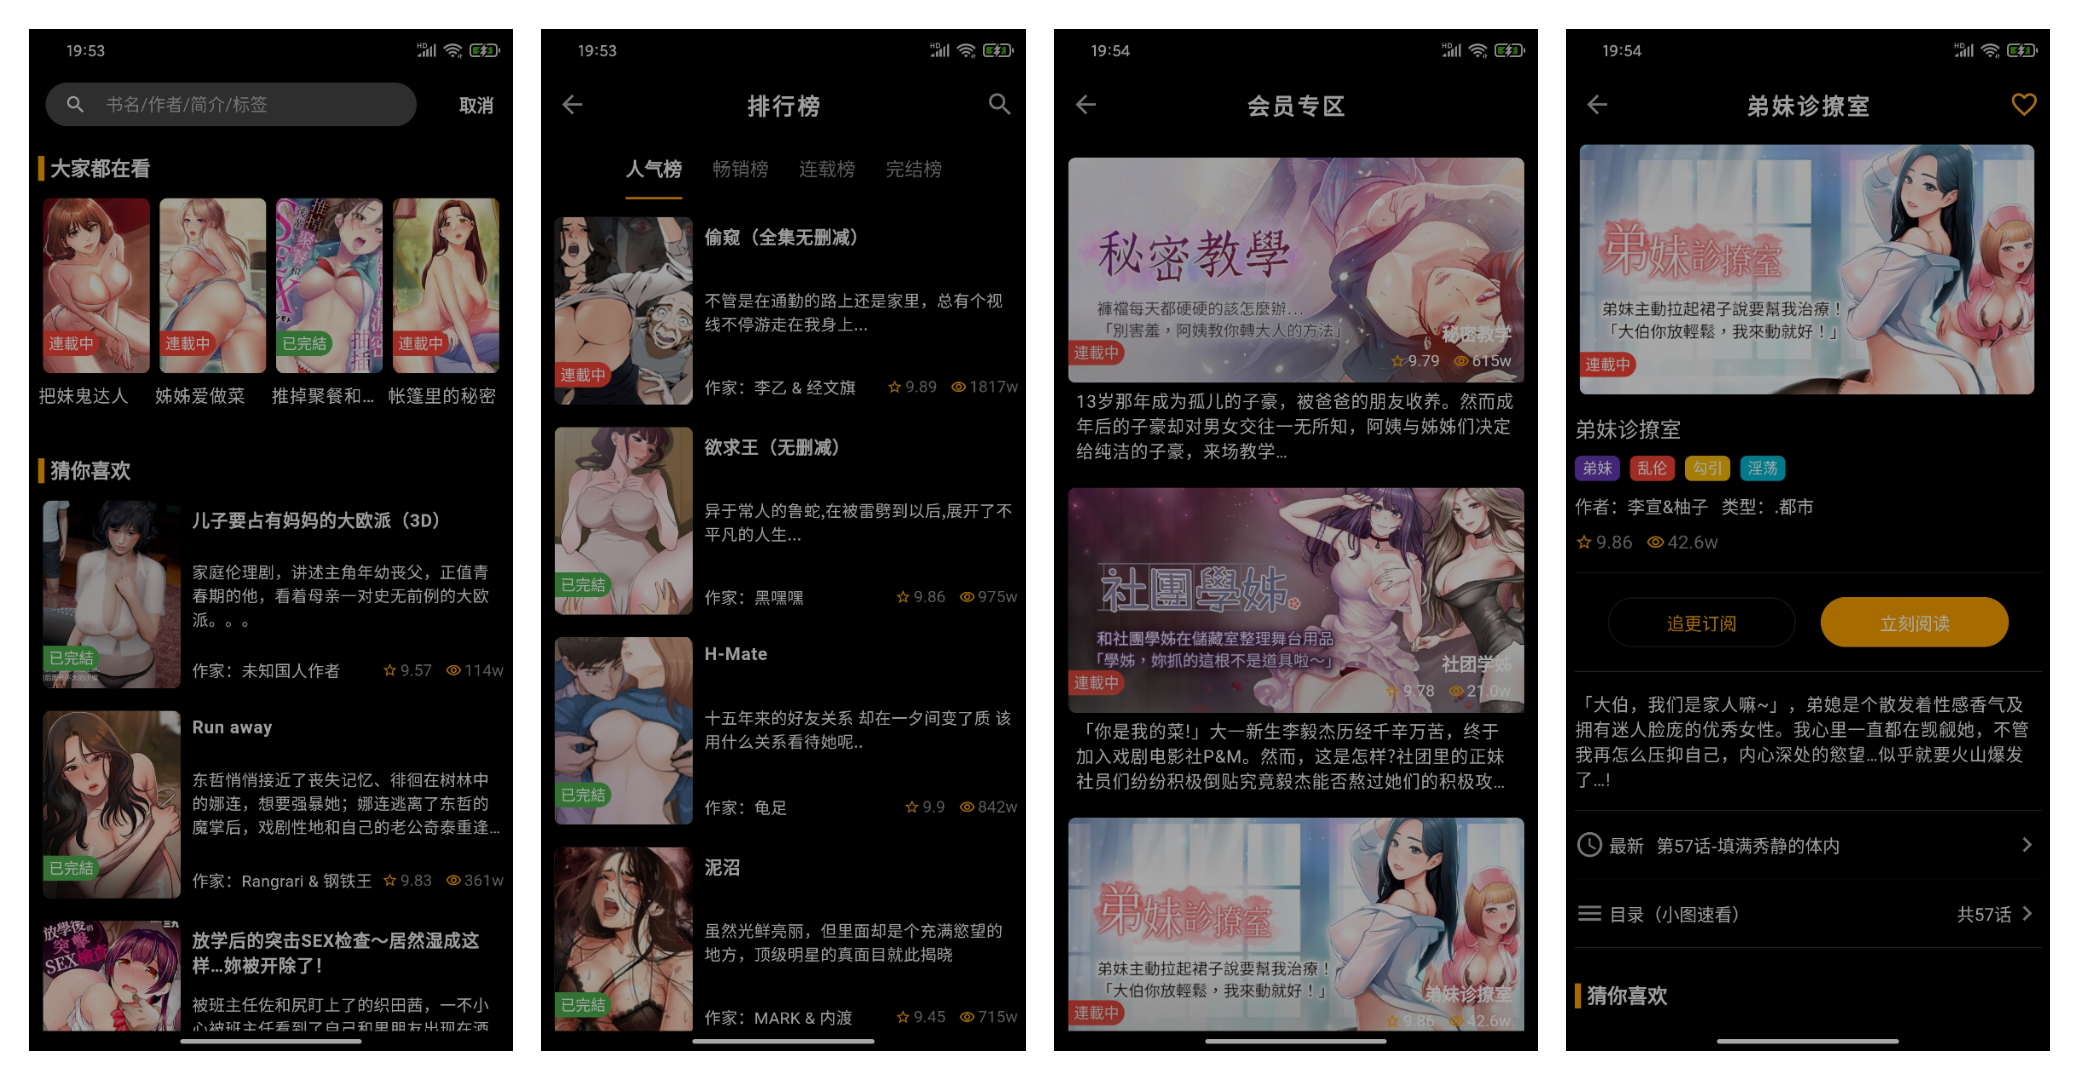 19:53
书名/作者/简介/标签
取消
大家都在看
連載中
連載中
已完結
連載中
把妹鬼达人
姊姊爱做菜
推掉聚餐和...
帐篷里的秘密
猜你喜欢
儿子要占有妈妈的大欧派（3D）
家庭伦理剧，讲述主角年幼丧父，正值青
春期的他，看着母亲一对史无前例的大欧
派。。。
已完結
作家：未知国人作者
9.57
114w
Run away
东哲悄悄接近了丧失记忆、徘徊在树林中
的娜连，想要强暴她；娜连逃离了东哲的
魔掌后，戏剧性地和自己的老公奇泰重逢...
已完結
作家：Rangrari & 钢铁王
9.83
361w
放学后的突击SEX检查～居然湿成这
样...妳被开除了！
被班主任佐和尻盯上了的织田茜，一不小
心被班主任看到了自己和男朋友出现在酒
19:53
排行榜
人气榜
畅销榜
连载榜
完结榜
偷窥（全集无删减）
不管是在通勤的路上还是家里，总有个视
线不停游走在我身上...
連載中
作家：李乙 & 经文旗
9.89
1817w
欲求王（无删减）
异于常人的鲁蛇,在被雷劈到以后,展开了不
平凡的人生...
已完結
作家：黑嘿嘿
9.86
975w
H-Mate
十五年来的好友关系 却在一夕间变了质 该
用什么关系看待她呢..
已完結
作家：龟足
9.9
842w
泥沼
虽然光鲜亮丽，但里面却是个充满慾望的
地方，顶级明星的真面目就此揭晓
已完結
作家：MARK & 内渡
9.45
715w
19:54
会员专区
秘密教學
褲襠每天都硬硬的該怎麼辦...
「別害羞，阿姨教你轉大人的方法」
秘密教学
連載中
9.79
615w
13岁那年成为孤儿的子豪，被爸爸的朋友收养。然而成
年后的子豪却对男女交往一无所知，阿姨与姊姊们决定
给纯洁的子豪，来场教学...
社團學姊
和社團學姊在儲藏室整理舞台用品
「學姊，妳抓的這根不是道具啦～」
社团学姊
連載中
9.78
21.0w
「你是我的菜!」大一新生李毅杰历经千辛万苦，终于
加入戏剧电影社P&M。然而，这是怎样?社团里的正妹
社员们纷纷积极倒贴究竟毅杰能否熬过她们的积极攻...
弟妹診撩室
弟妹主動拉起裙子說要幫我治療！
「大伯你放輕鬆，我來動就好！」
弟妹诊撩室
連載中
9.86
42.6w
19:54
弟妹诊撩室
弟妹診撩室
弟妹主動拉起裙子說要幫我治療！
「大伯你放輕鬆，我來動就好！」
連載中
弟妹诊撩室
弟妹
乱伦
勾引
淫荡
作者：李宣&柚子 类型：.都市
9.86
42.6w
追更订阅
立刻阅读
「大伯，我们是家人嘛~」，弟媳是个散发着性感香气及
拥有迷人脸庞的优秀女性。我心里一直都在觊觎她，不管
我再怎么压抑自己，内心深处的慾望...似乎就要火山爆发
了...!
最新 第57话-填满秀静的体内
目录（小图速看）
共57话
猜你喜欢